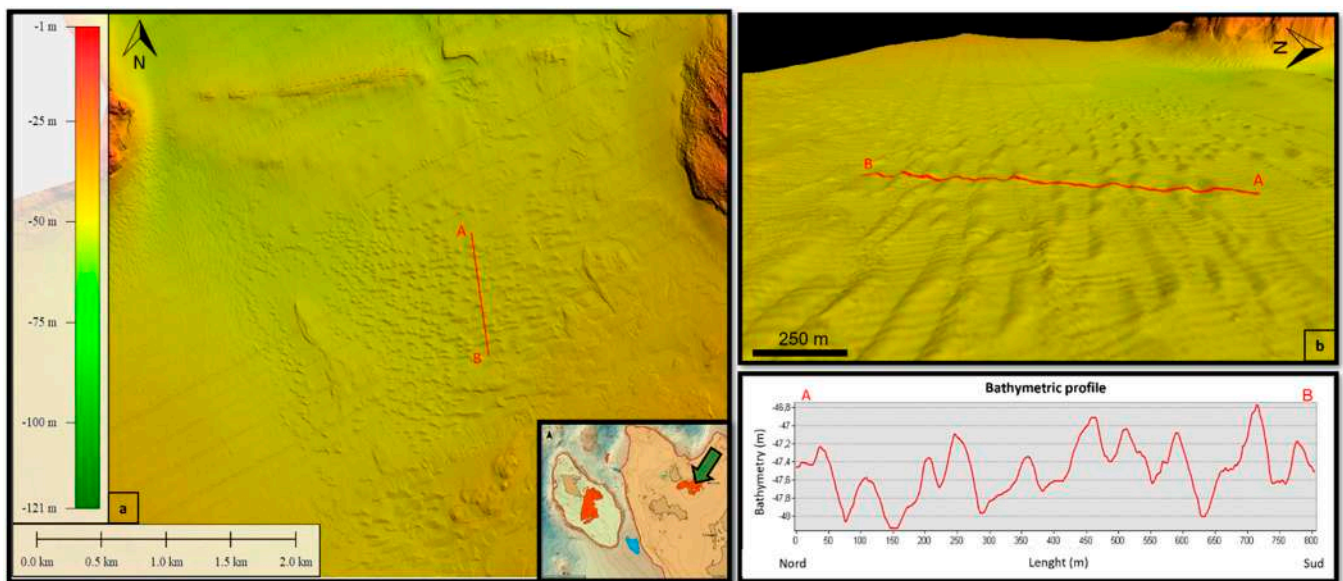 -1 m
-25 m
-50 m
-75 m
-100 m
-121 m
N
A
B
a
0.0 km 0.5 km 1.0 km 1.5 km 2.0 km
N
B
A
250 m
b
Bathymetric profile
A
B
Bathymetry (m)
-46,8
-47
-47,2
-47,4
-47,6
-47,8
-48
0 50 100 150 200 250 300 350 400 450 500 550 600 650 700 750 800
Nord
Lenght (m)
Sud